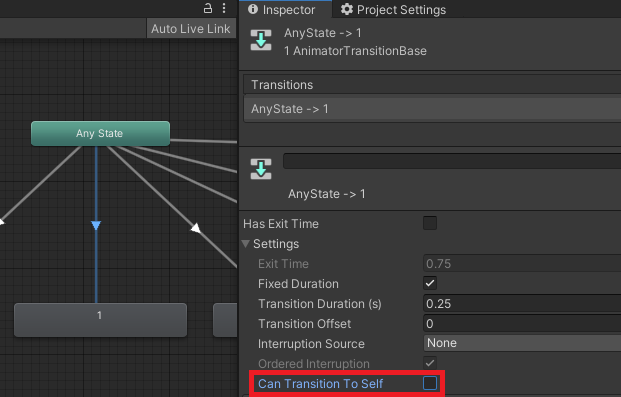 Auto Live Link
Any State
1
Inspector
Project Settings
AnyState -> 1
1 AnimatorTransitionBase
Transitions
AnyState -> 1
AnyState -> 1
Has Exit Time
Settings
Exit Time 0.75
Fixed Duration
Transition Duration (s) 0.25
Transition Offset 0
Interruption Source None
Ordered Interruption
Can Transition To Self